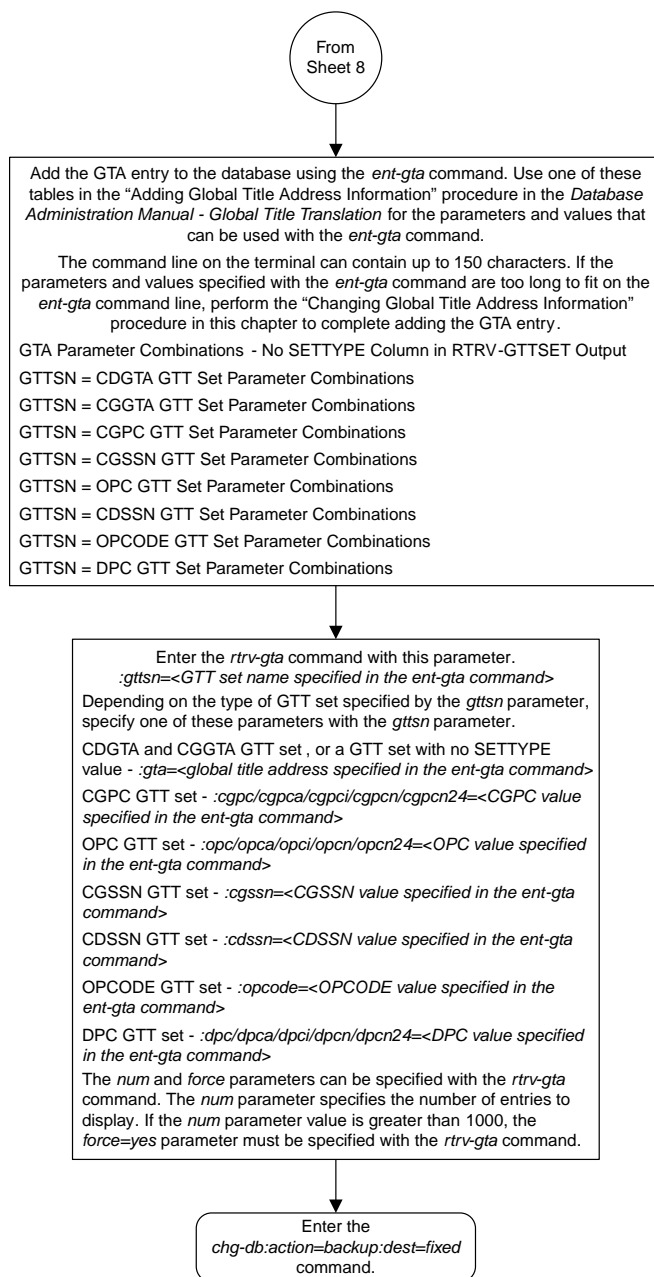 From
Sheet 8
Add the GTA entry to the database using the ent-gta command. Use one of these
tables in the “Adding Global Title Address Information” procedure in the Database
Administration Manual - Global Title Translation for the parameters and values that
can be used with the ent-gta command.
The command line on the terminal can contain up to 150 characters. If the
parameters and values specified with the ent-gta command are too long to fit on the
ent-gta command line, perform the “Changing Global Title Address Information”
procedure in this chapter to complete adding the GTA entry.
GTA Parameter Combinations - No SETTYPE Column in RTRV-GTTSET Output
GTTSN = CDGTA GTT Set Parameter Combinations
GTTSN = CGGTA GTT Set Parameter Combinations
GTTSN = CGPC GTT Set Parameter Combinations
GTTSN = CGSSN GTT Set Parameter Combinations
GTTSN = OPC GTT Set Parameter Combinations
GTTSN = CDSSN GTT Set Parameter Combinations
GTTSN = OPCODE GTT Set Parameter Combinations
GTTSN = DPC GTT Set Parameter Combinations
Enter the rtrv-gta command with this parameter.
:gttsn=<GTT set name specified in the ent-gta command>
Depending on the type of GTT set specified by the gttsn parameter,
specify one of these parameters with the gttsn parameter.
CDGTA and CGGTA GTT set , or a GTT set with no SETTYPE
value - :gta=<global title address specified in the ent-gta command>
CGPC GTT set - :cgpc/cgpca/cgpci/cgpcn/cgpcn24=<CGPC value
specified in the ent-gta command>
OPC GTT set - :opc/opca/opci/opcn/opcn24=<OPC value specified
in the ent-gta command>
CGSSN GTT set - :cgssn=<CGSSN value specified in the ent-gta
command>
CDSSN GTT set - :cdssn=<CDSSN value specified in the ent-gta
command>
OPCODE GTT set - :opcode=<OPCODE value specified in the
ent-gta command>
DPC GTT set - :dpc/dpca/dpci/dpcn/dpcn24=<DPC value specified
in the ent-gta command>
The num and force parameters can be specified with the rtrv-gta
command. The num parameter specifies the number of entries to
display. If the num parameter value is greater than 1000, the
force=yes parameter must be specified with the rtrv-gta command.
Enter the
chg-db:action=backup:dest=fixed
command.